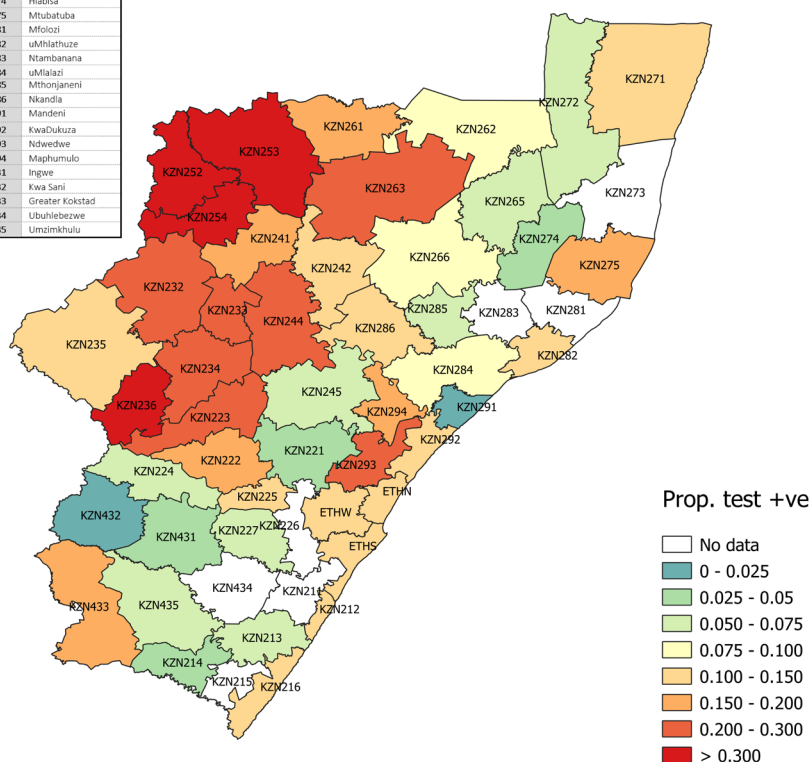 Hlabisa
Mtubatuba
Mfolozi
uMhlathuze
Ntambanana
uMlalazi
Mthonjaneni
Nkandla
Mandeni
KwaDukuza
Ndwedwe
Maphumulo
Ingwe
Kwa Sani
Greater Kokstad
Ubuhlebezwe
Umzimkhulu
KZN271
KZN272
KZN261
KZN262
KZN253
KZN252
KZN263
KZN273
KZN265
KZN254
KZN241
KZN274
KZN266
KZN275
KZN242
KZN232
KZN233
KZN285
KZN283
KZN281
KZN244
KZN286
KZN235
KZN282
KZN234
KZN284
KZN245
KZN236
KZN291
KZN294
KZN223
KZN292
KZN221
KZN222
KZN293
KZN224
ETHN
KZN225
ETHW
KZN432
KZN226
KZN227
KZN431
ETHS
KZN434
KZN211
KZN433
KZN435
KZN212
KZN213
KZN214
KZN215
KZN216
Prop. test +ve
No data
0 - 0.025
0.025 - 0.05
0.050 - 0.075
0.075 - 0.100
0.100 - 0.150
0.150 - 0.200
0.200 - 0.300
> 0.300